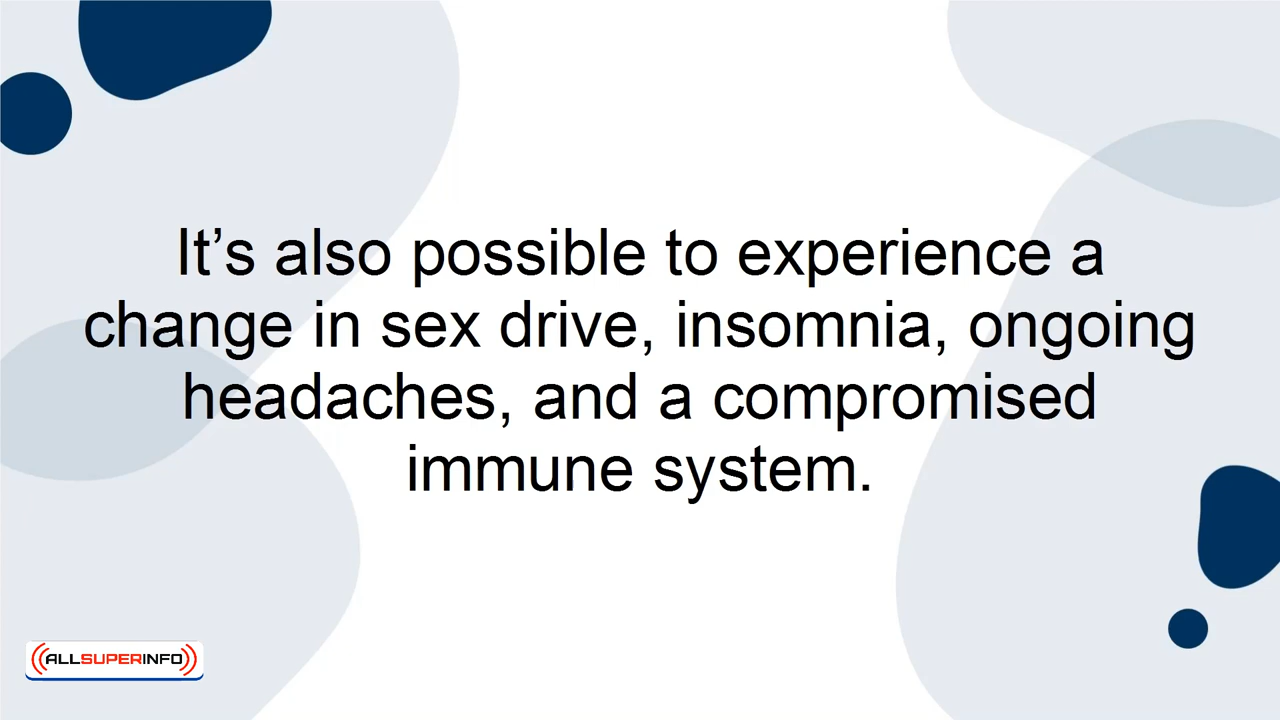 It’s also possible to experience a
change in sex drive, insomnia, ongoing
headaches, and a compromised
immune system.
ALLSUPERINFO